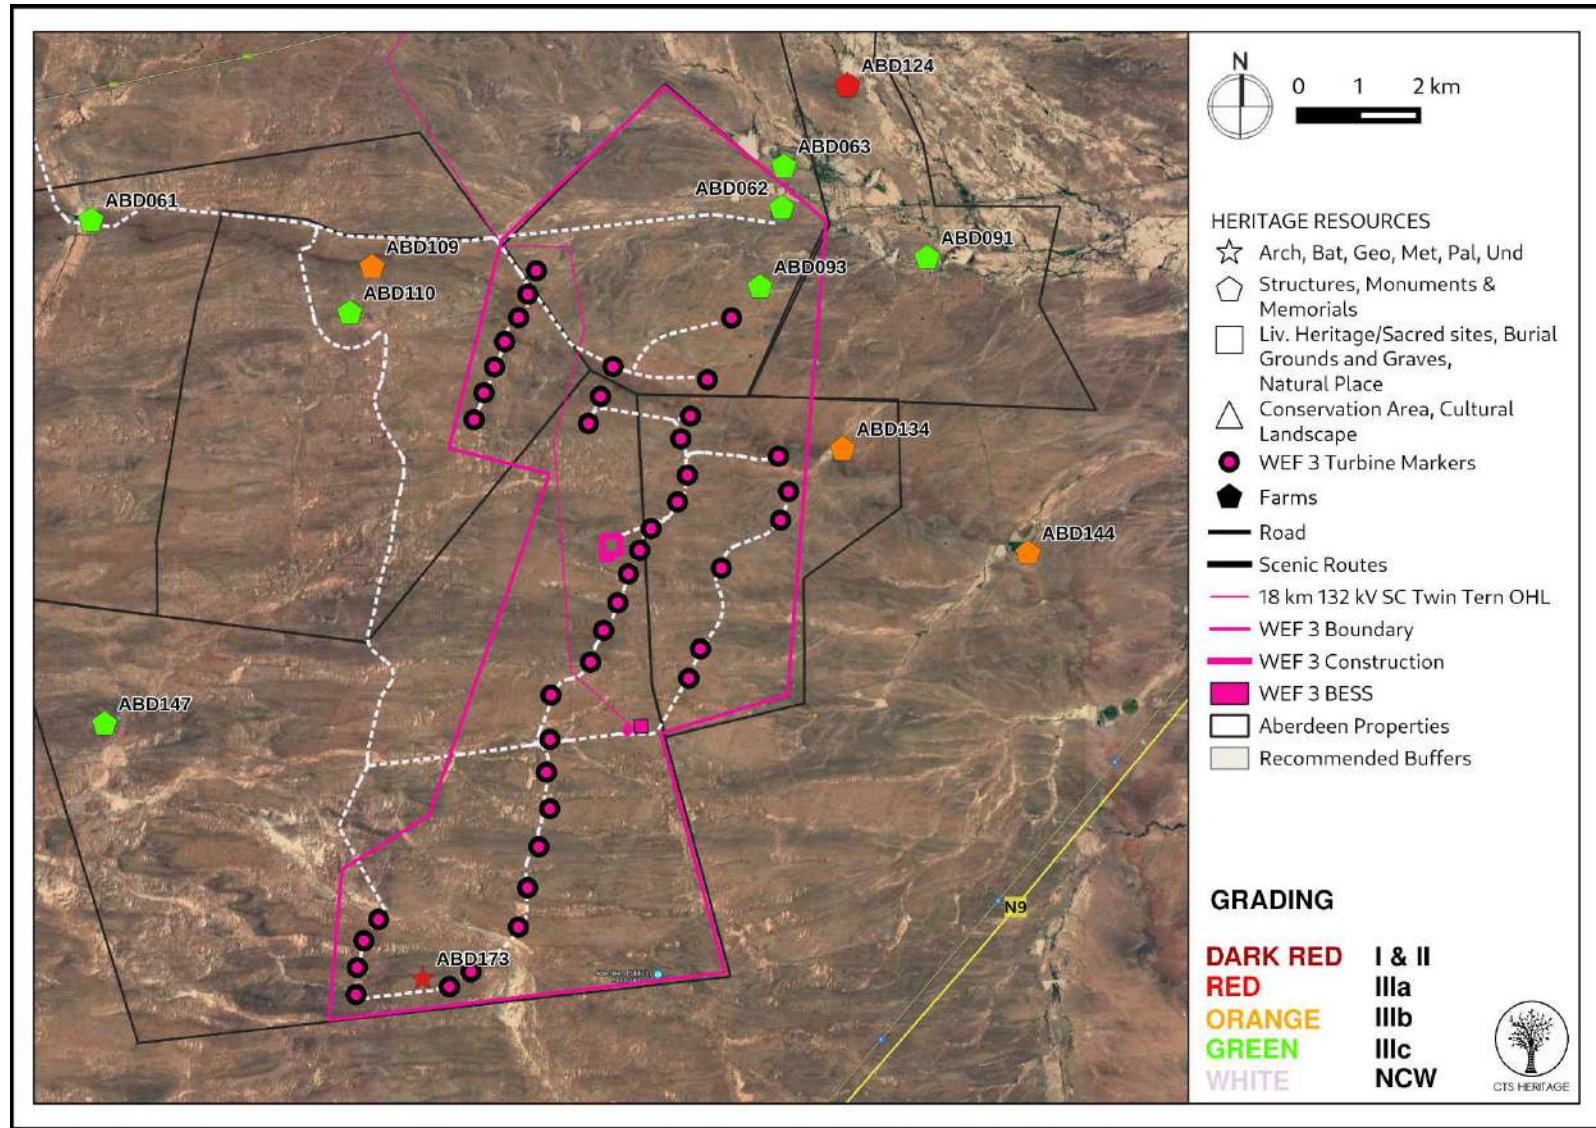 ABD124
ABD063
ABD062
ABD061
ABD091
ABD109
ABD093
ABD110
ABD134
ABD144
ABD147
N9
ABD173
N
0 1 2 km
HERITAGE RESOURCES
Arch, Bat, Geo, Met, Pal, Und
Structures, Monuments &
Memorials
Liv. Heritage/Sacred sites, Burial
Grounds and Graves,
Natural Place
Conservation Area, Cultural
Landscape
WEF 3 Turbine Markers
Farms
Road
Scenic Routes
18 km 132 kV SC Twin Tern OHL
WEF 3 Boundary
WEF 3 Construction
WEF 3 BESS
Aberdeen Properties
Recommended Buffers
GRADING
DARK RED I & II
RED IIIa
ORANGE IIIb
GREEN IIIc
WHITE NCW
CTS HERITAGE